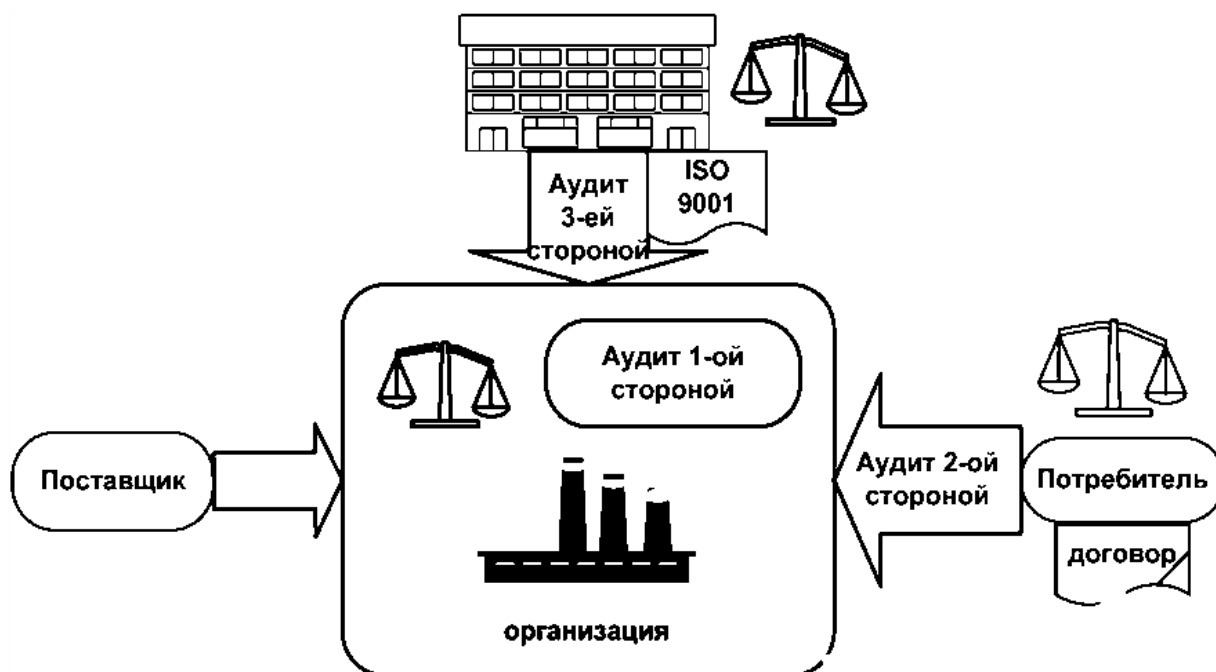 Аудит
3-ей
стороной
ISO
9001
Аудит 1-ой
стороной
Поставщик
Аудит 2-ой
стороной
Потребитель
договор
организация